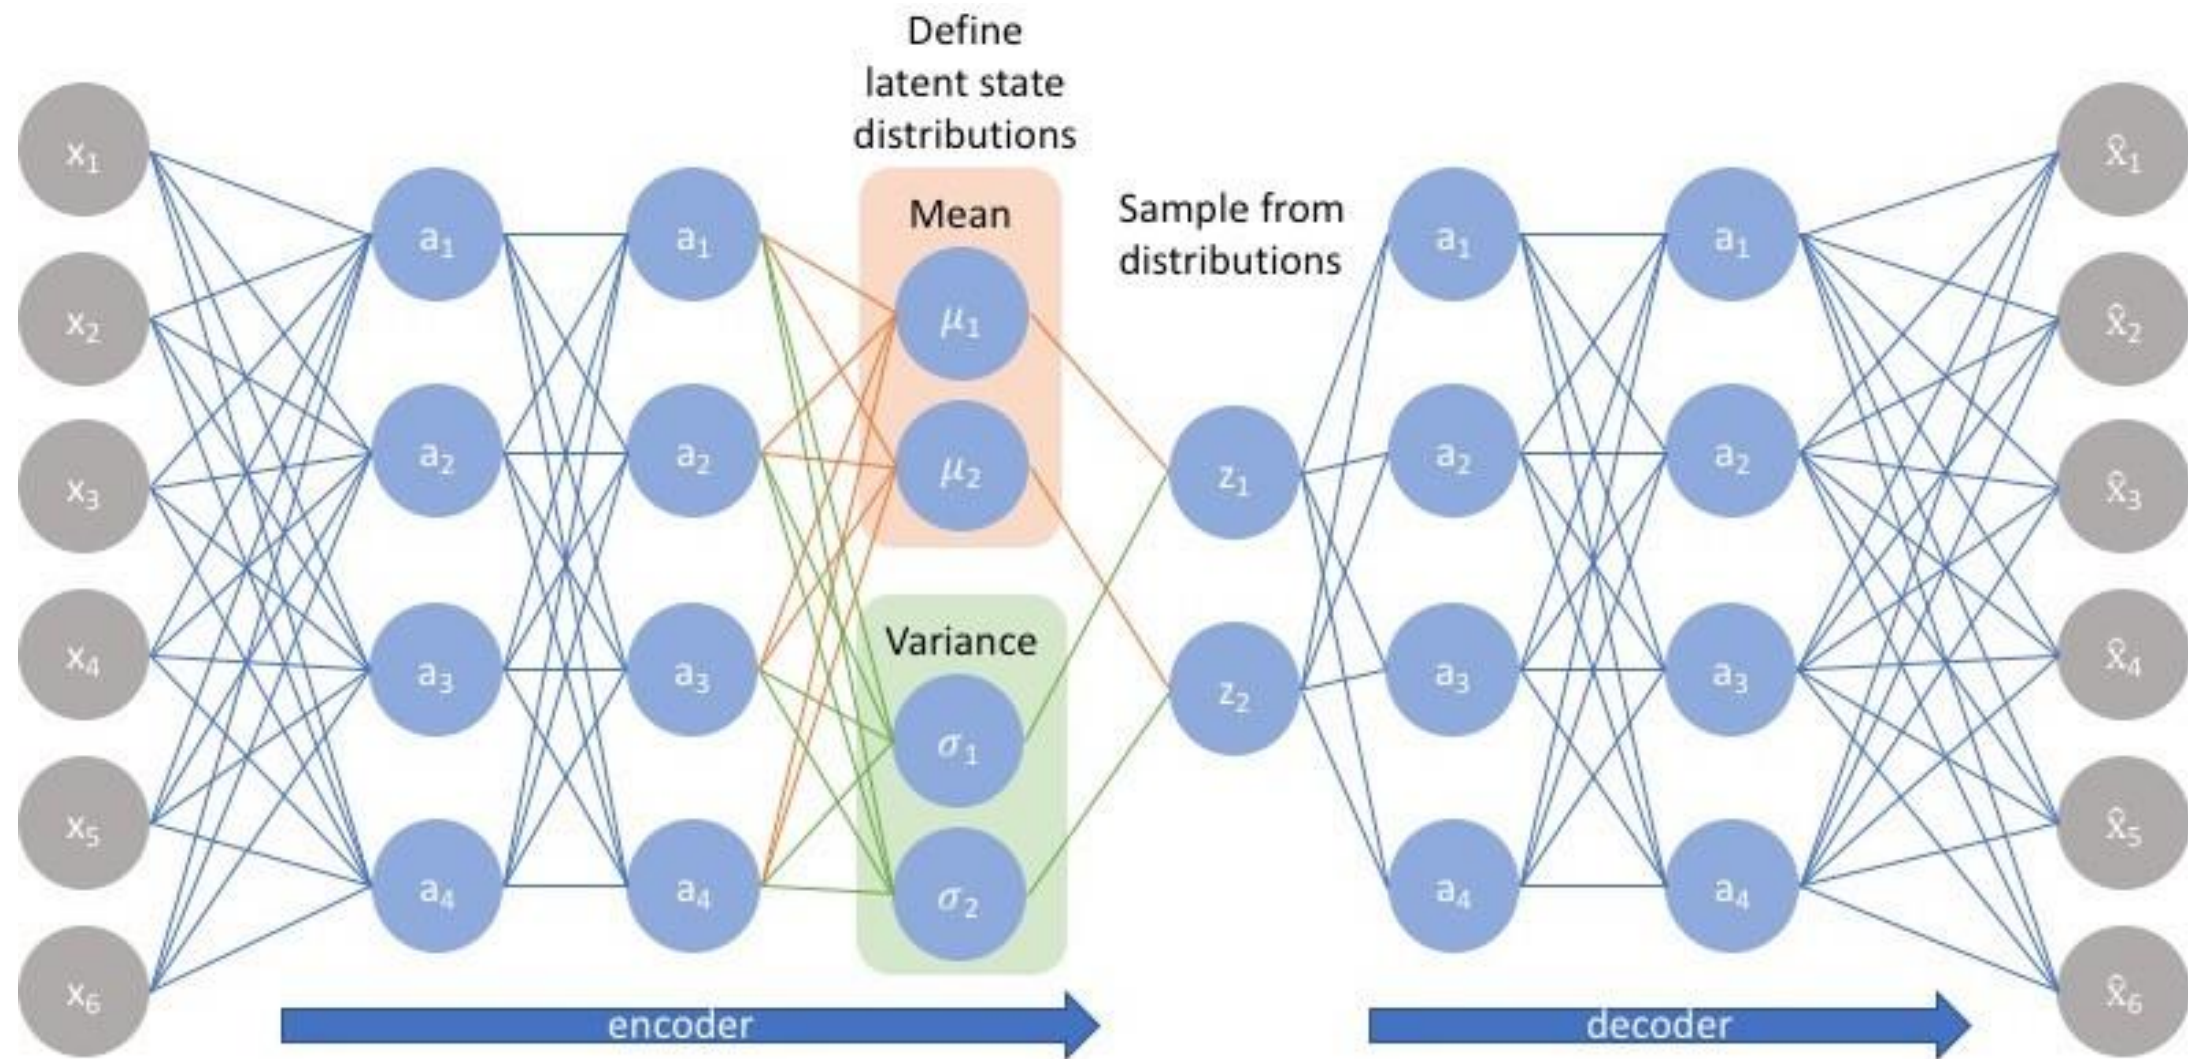 Define
latent state
distributions
Mean
Sample from
distributions
Variance
x₁
x₂
x₃
x₄
x₅
x₆
a₁
a₂
a₃
a₄
a₁
a₂
a₃
a₄
μ₁
μ₂
σ₁
σ₂
z₁
z₂
a₁
a₂
a₃
a₄
a₁
a₂
a₃
a₄
x̂₁
x̂₂
x̂₃
x̂₄
x̂₅
x̂₆
encoder
decoder